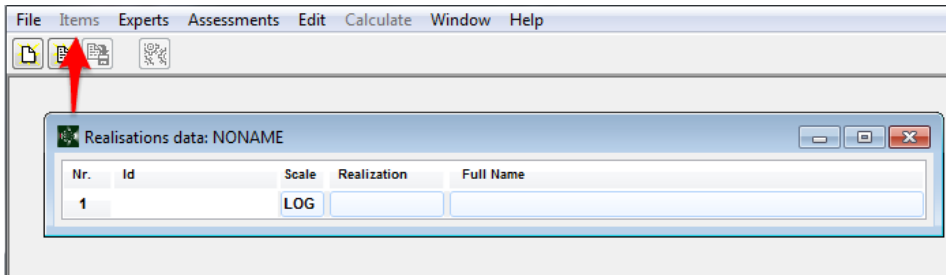 File Items Experts Assessments Edit Calculate Window Help
Realisations data: NONAME
Nr. Id Scale Realization Full Name
1 LOG